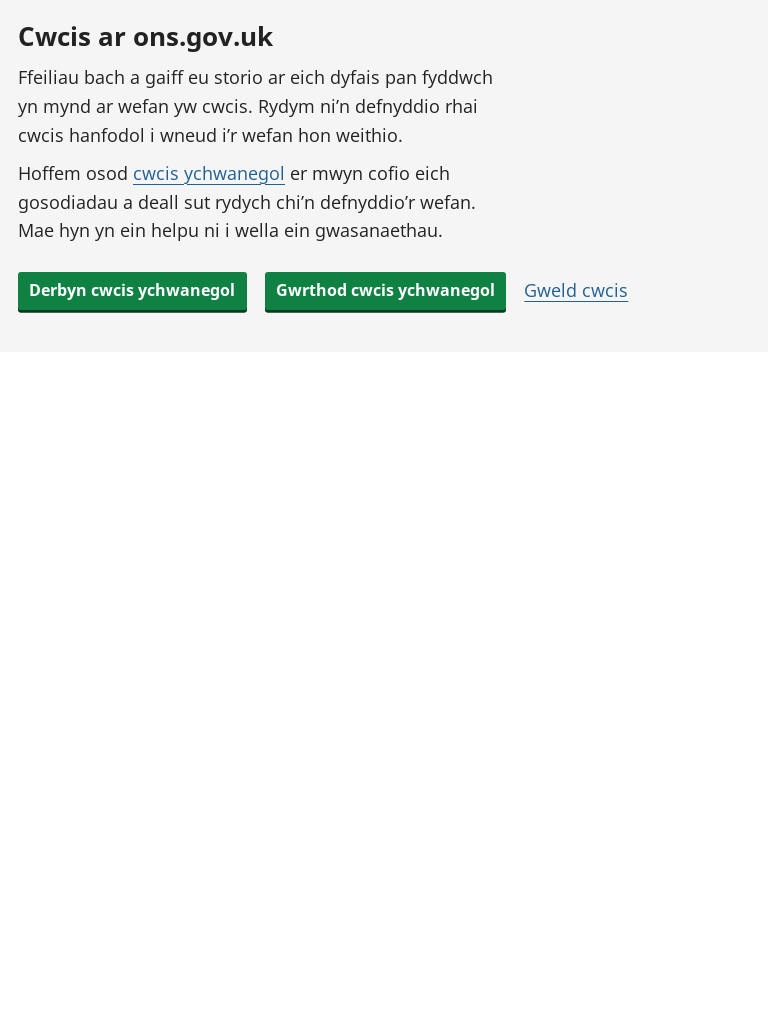 Cwcis ar ons.gov.uk
Ffeiliau bach a gaiff eu storio ar eich dyfais pan fyddwch
yn mynd ar wefan yw cwcis. Rydym ni’n defnyddio rhai
cwcis hanfodol i wneud i’r wefan hon weithio.
Hoffem osod cwcis ychwanegol er mwyn cofio eich
gosodiadau a deall sut rydych chi’n defnyddio’r wefan.
Mae hyn yn ein helpu ni i wella ein gwasanaethau.
Derbyn cwcis ychwanegol Gwrthod cwcis ychwanegol Gweld cwcis